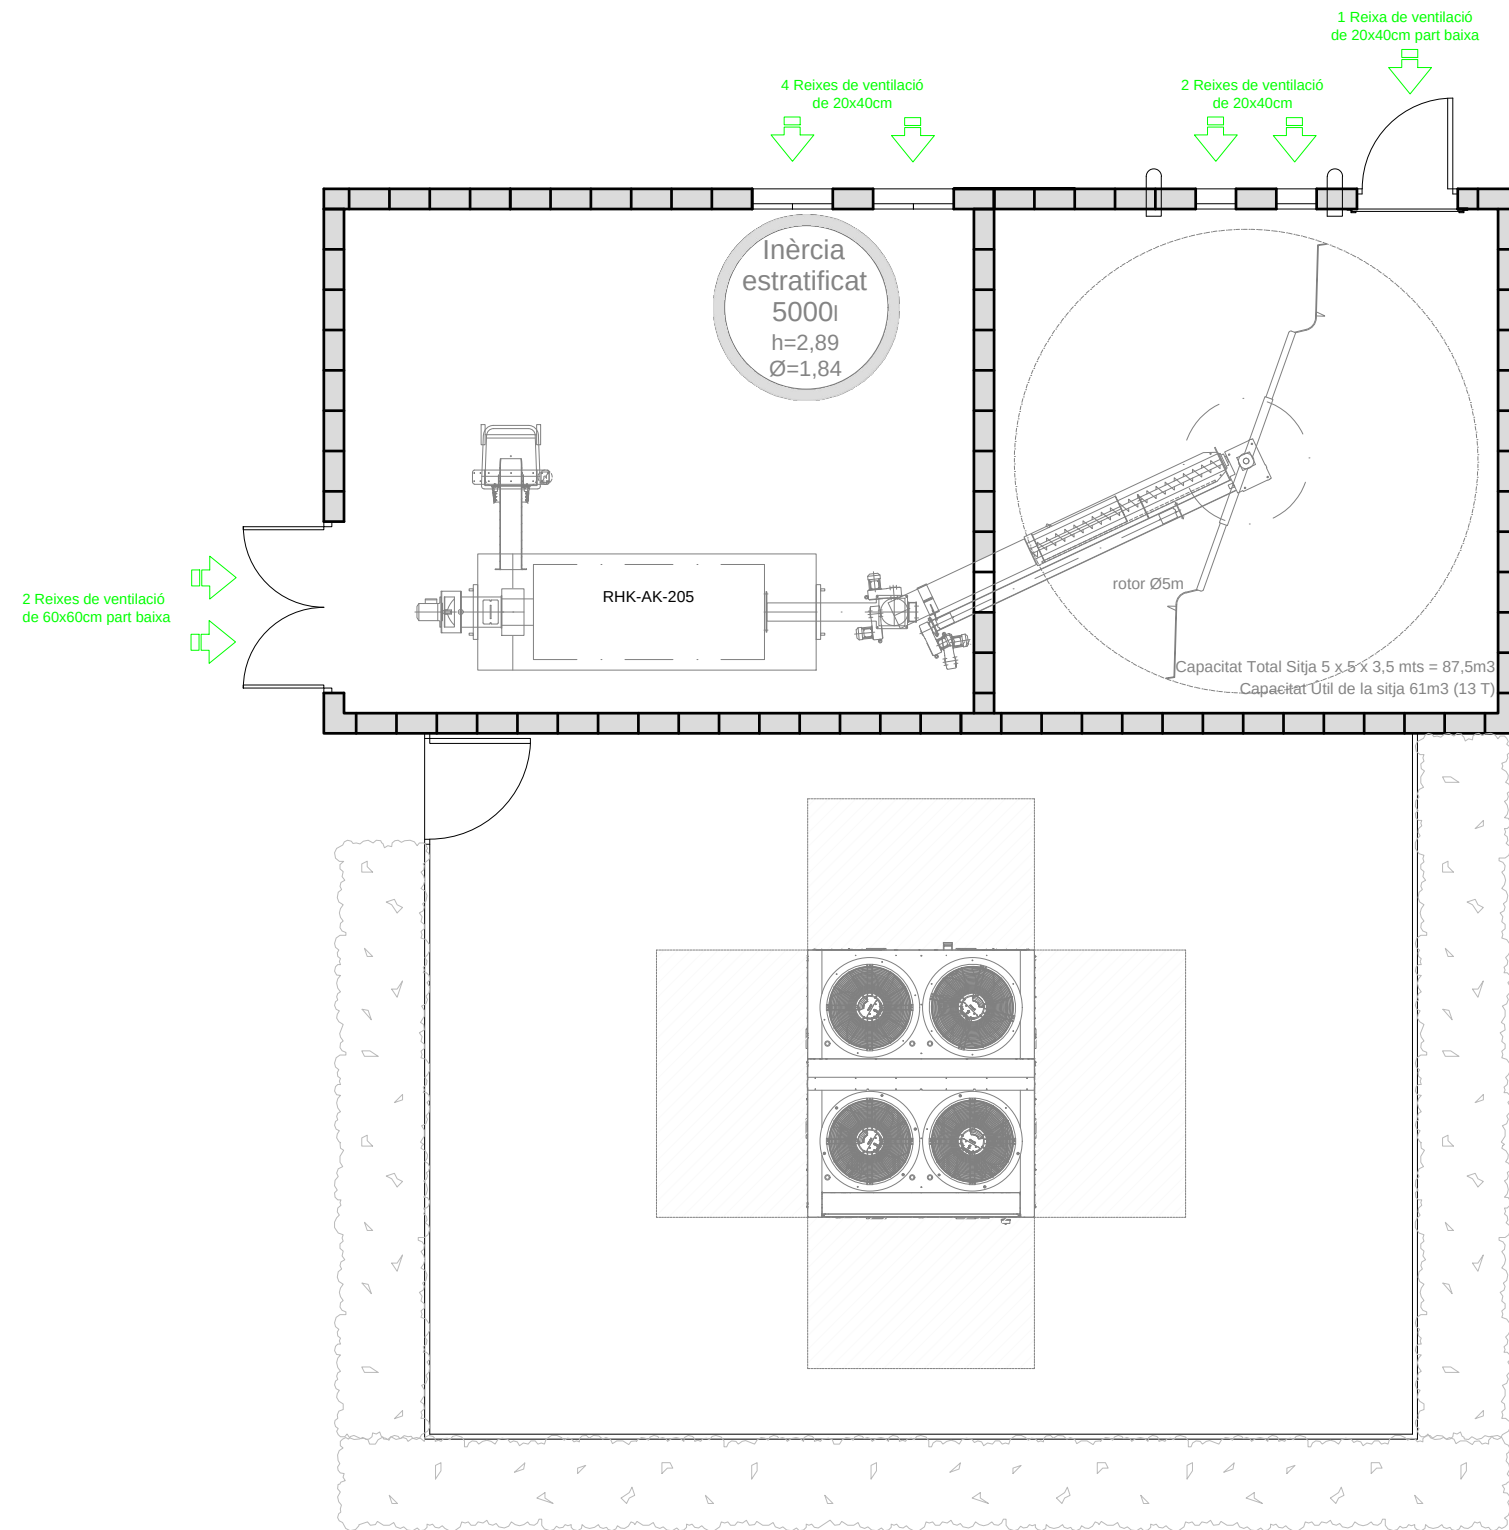 1 Reixa de ventilació
de 20x40cm part baixa
4 Reixes de ventilació
de 20x40cm
2 Reixes de ventilació
de 20x40cm
Inèrcia
estratificat
5000l
h=2,89
Ø=1,84
rotor Ø5m
2 Reixes de ventilació
de 60x60cm part baixa
RHK-AK-205
Capacitat Total Sitja 5 x 5 x 3,5 mts = 87,5m3
Capacitat Útil de la sitja 61m3 (13 T)